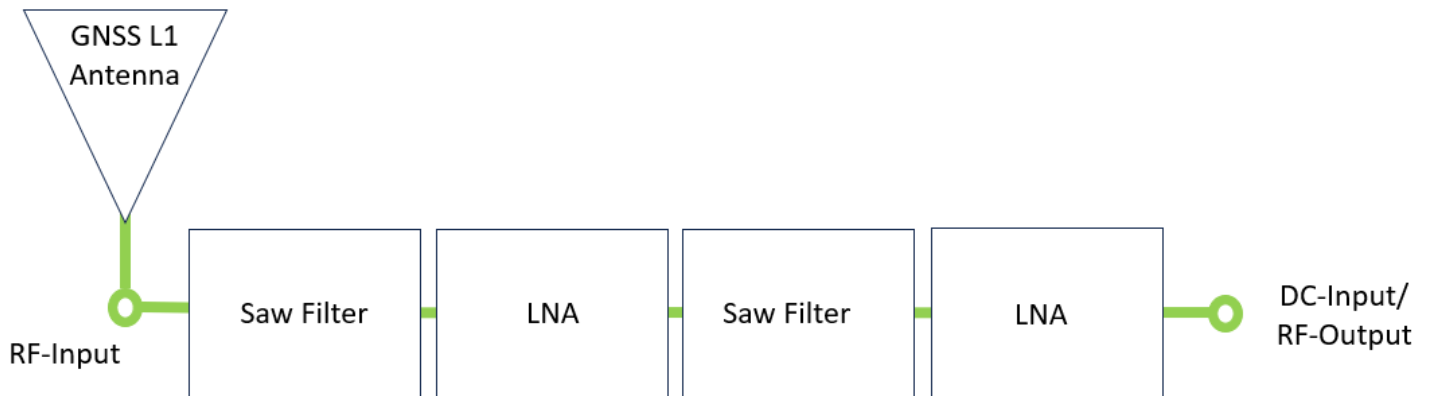 GNSS L1
Antenna
RF-Input
Saw Filter
LNA
Saw Filter
LNA
DC-Input/
RF-Output